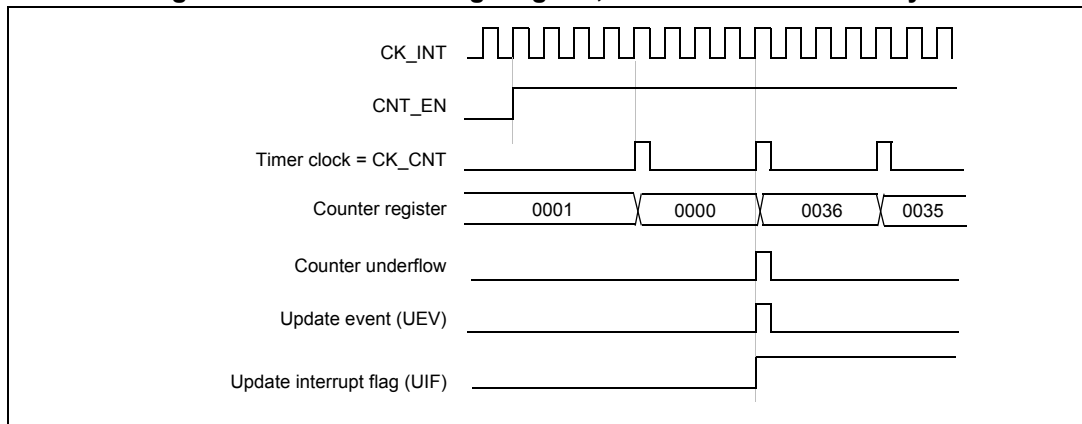 CK_INT
CNT_EN
Timer clock = CK_CNT
Counter register 0001 0000 0036 0035
Counter underflow
Update event (UEV)
Update interrupt flag (UIF)